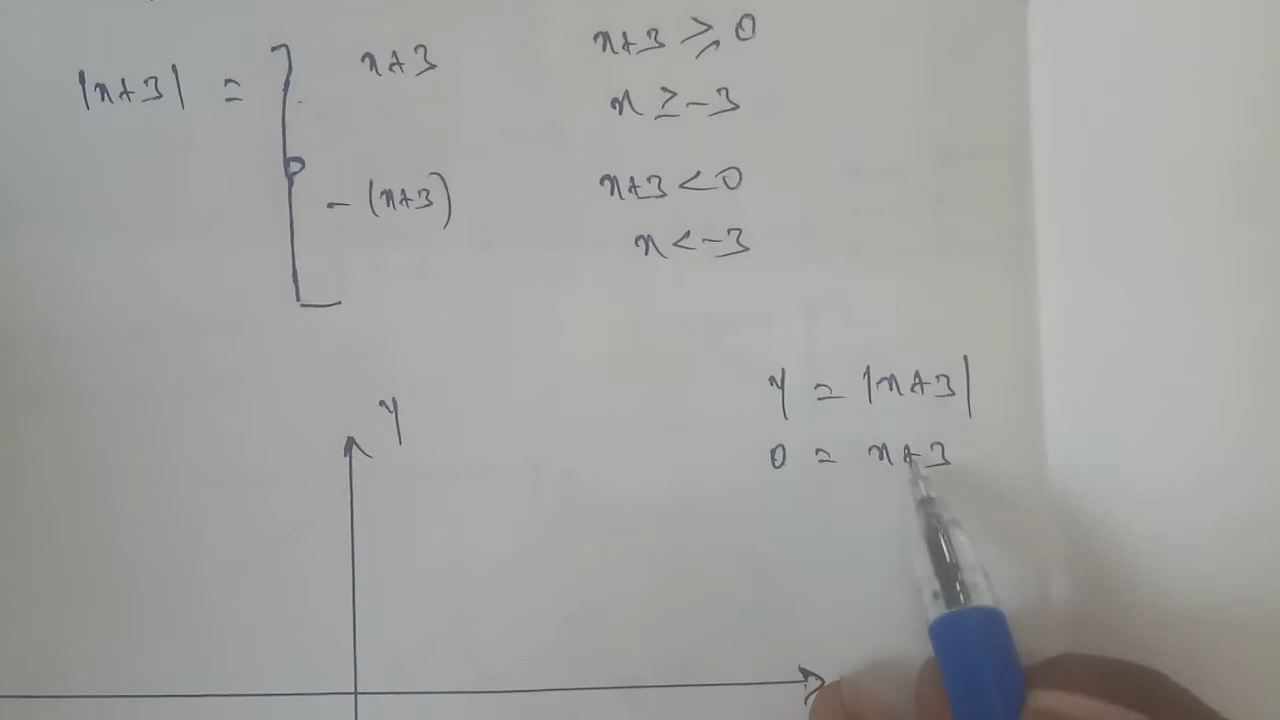 |x+3| = { x+3 x+3 ≥ 0
x ≥ -3
-(x+3) x+3 < 0
x < -3
y = |x+3|
y
0 = x+3